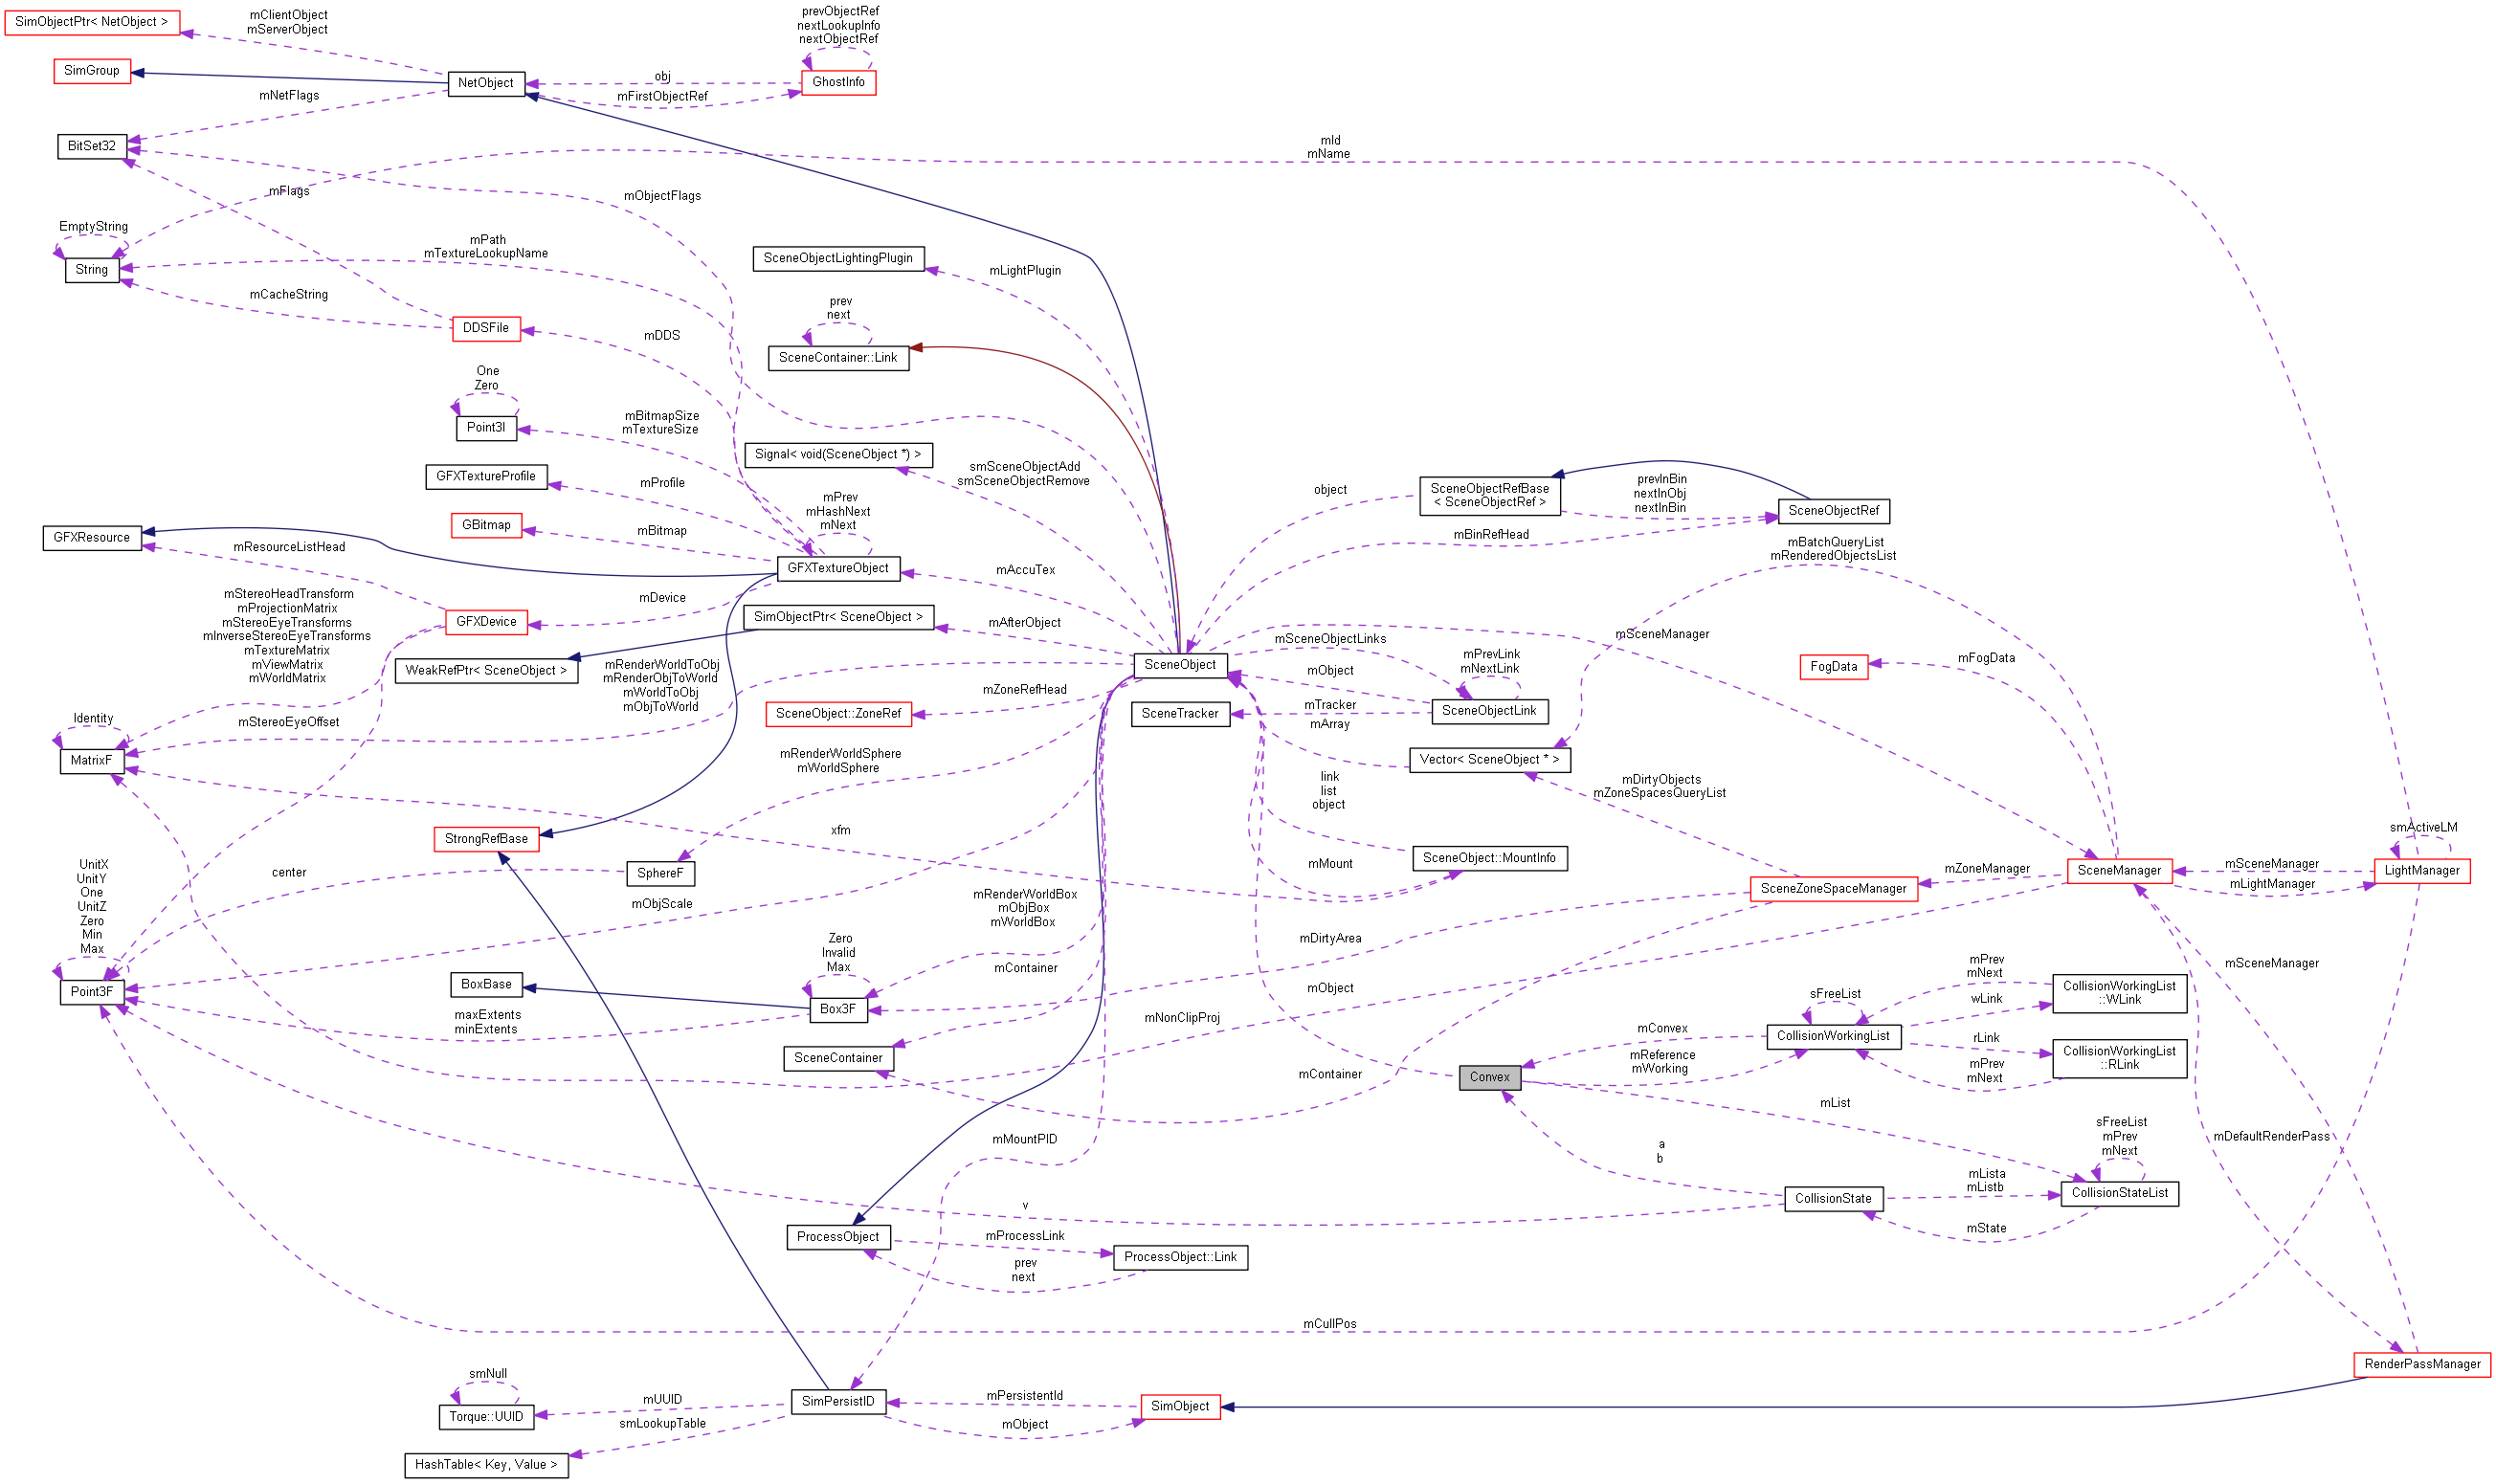 SimObjectPtr< NetObject >
mClientObject
mServerObject
prevObjectRef
nextLookupInfo
nextObjectRef
SimGroup
NetObject
obj
GhostInfo
mNetFlags
mFirstObjectRef
BitSet32
mId
mName
mFlags
mObjectFlags
EmptyString
String
mPath
mTextureLookupName
SceneObjectLightingPlugin
mLightPlugin
mCacheString
prev
next
DDSFile
mDDS
SceneContainer::Link
One
Zero
Point3I
mBitmapSize
mTextureSize
Signal< void(SceneObject *) >
smSceneObjectAdd
smSceneObjectRemove
GFXTextureProfile
mProfile
object
SceneObjectRefBase
< SceneObjectRef >
prevInBin
nextInObj
nextInBin
SceneObjectRef
mPrev
mHashNext
mNext
GBitmap
mBitmap
GFXResource
mResourceListHead
mBinRefHead
mBatchQueryList
mRenderedObjectsList
GFXTextureObject
mAccuTex
mStereoHeadTransform
mProjectionMatrix
mStereoEyeTransforms
mInverseStereoEyeTransforms
mTextureMatrix
mViewMatrix
mWorldMatrix
GFXDevice
mDevice
SimObjectPtr< SceneObject >
mAfterObject
mSceneObjectLinks
mSceneManager
WeakRefPtr< SceneObject >
mRenderWorldToObj
mRenderObjToWorld
mWorldToObj
mObjToWorld
SceneObject
mObject
mPrevLink
mNextLink
FogData
mFogData
mZoneRefHead
SceneObject::ZoneRef
SceneTracker
mTracker
SceneObjectLink
mStereoEyeOffset
Identity
MatrixF
mArray
Vector< SceneObject * >
mRenderWorldSphere
mWorldSphere
link
list
object
mDirtyObjects
mZoneSpacesQueryList
StrongRefBase
xfm
smActiveLM
SphereF
center
mMount
SceneObject::MountInfo
mZoneManager
SceneManager
mSceneManager
mLightManager
LightManager
SceneZoneSpaceManager
UnitX
UnitY
One
UnitZ
Zero
Min
Max
Point3F
mObjScale
mRenderWorldBox
mObjBox
mWorldBox
mDirtyArea
Zero
Invalid
Max
mContainer
BoxBase
Box3F
mObject
mSceneManager
mPrev
mNext
CollisionWorkingList
::WLink
sFreeList
wLink
maxExtents
minExtents
mNonClipProj
mConvex
CollisionWorkingList
rLink
SceneContainer
mReference
mWorking
CollisionWorkingList
::RLink
mPrev
mNext
Convex
mContainer
mList
mMountPID
a
b
sFreeList
mPrev
mNext
mDefaultRenderPass
mLista
mListb
CollisionState
CollisionStateList
v
mState
ProcessObject
mProcessLink
ProcessObject::Link
prev
next
mCullPos
RenderPassManager
smNull
Torque::UUID
mUUID
SimPersistID
mPersistentId
SimObject
smLookupTable
mObject
HashTable< Key, Value >